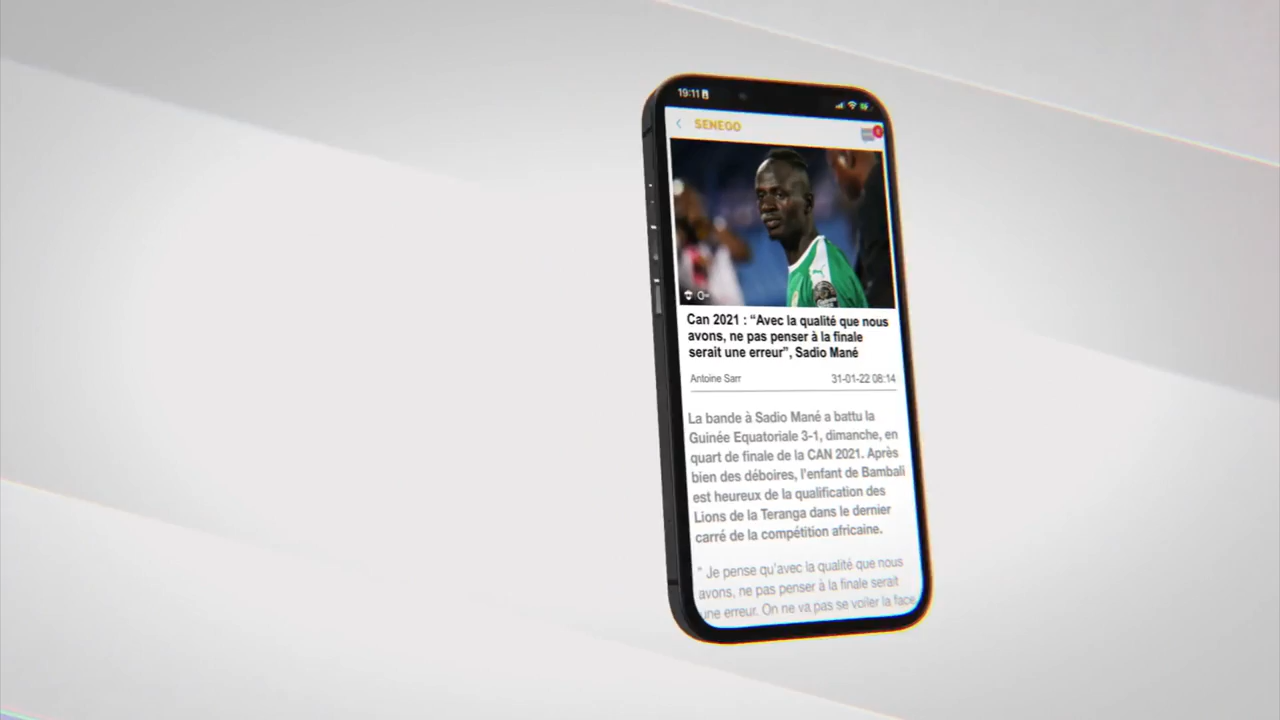 19:11
SENEGO
Can 2021 : “Avec la qualité que nous
avons, ne pas penser à la finale
serait une erreur”, Sadio Mané
Antoine Sarr 31-01-22 08:14
La bande à Sadio Mané a battu la
Guinée Equatoriale 3-1, dimanche, en
quart de finale de la CAN 2021. Après
bien des déboires, l'enfant de Bambali
est heureux de la qualification des
Lions de la Teranga dans le dernier
carré de la compétition africaine.
" Je pense qu'avec la qualité que nous
avons, ne pas penser à la finale serait
une erreur. On ne va pas se voiler la face